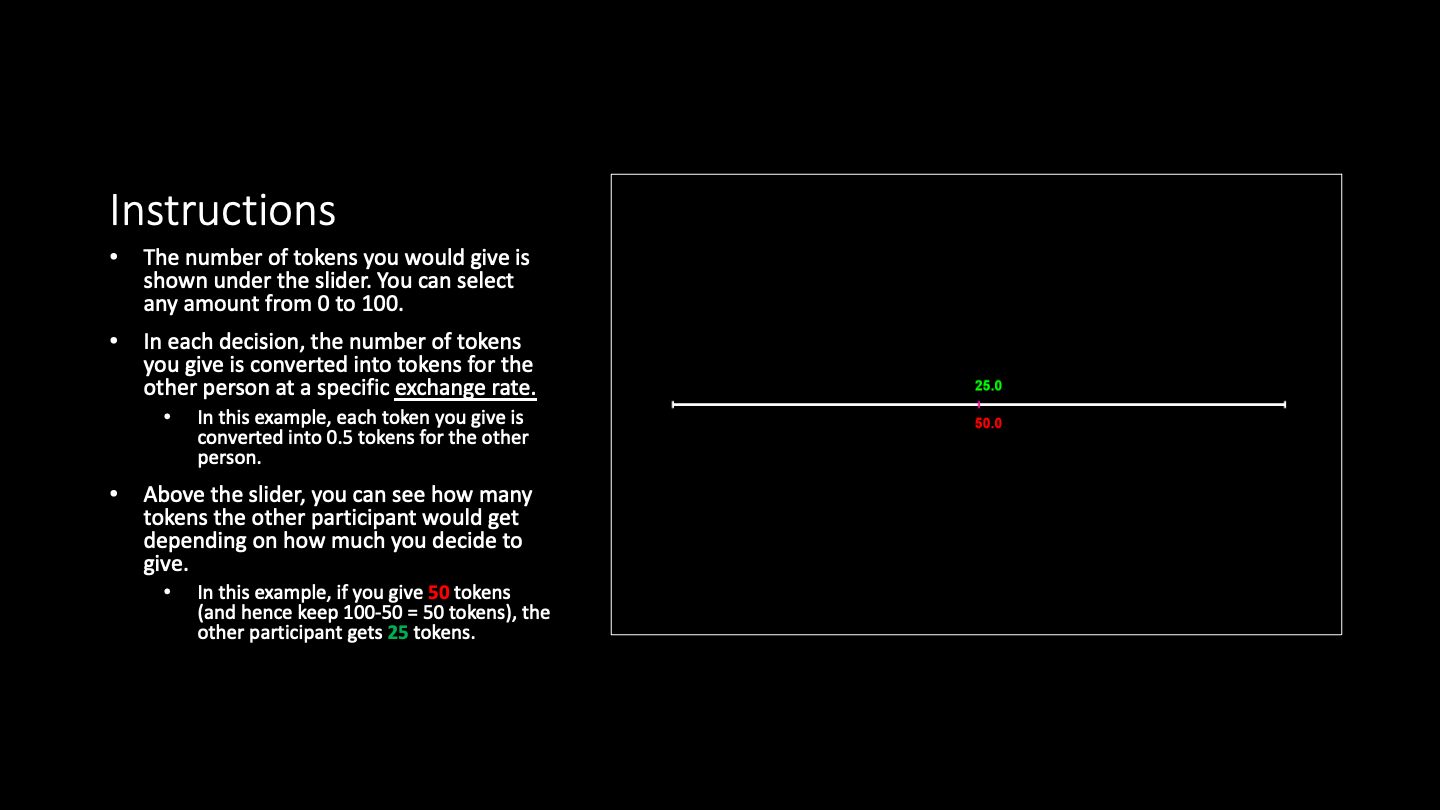 Instructions
• The number of tokens you would give is
shown under the slider. You can select
any amount from 0 to 100.
• In each decision, the number of tokens
you give is converted into tokens for the
other person at a specific exchange rate.
• In this example, each token you give is
converted into 0.5 tokens for the other
person.
• Above the slider, you can see how many
tokens the other participant would get
depending on how much you decide to
give.
• In this example, if you give 50 tokens
(and hence keep 100-50 = 50 tokens), the
other participant gets 25 tokens.
25.0
50.0